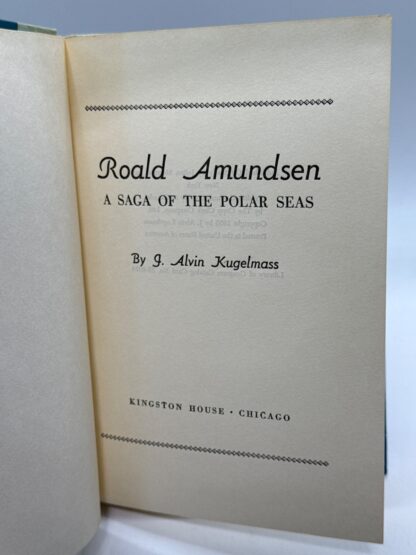 Roald Amundsen
A SAGA OF THE POLAR SEAS
By J. Alvin Kugelmass
KINGSTON HOUSE · CHICAGO